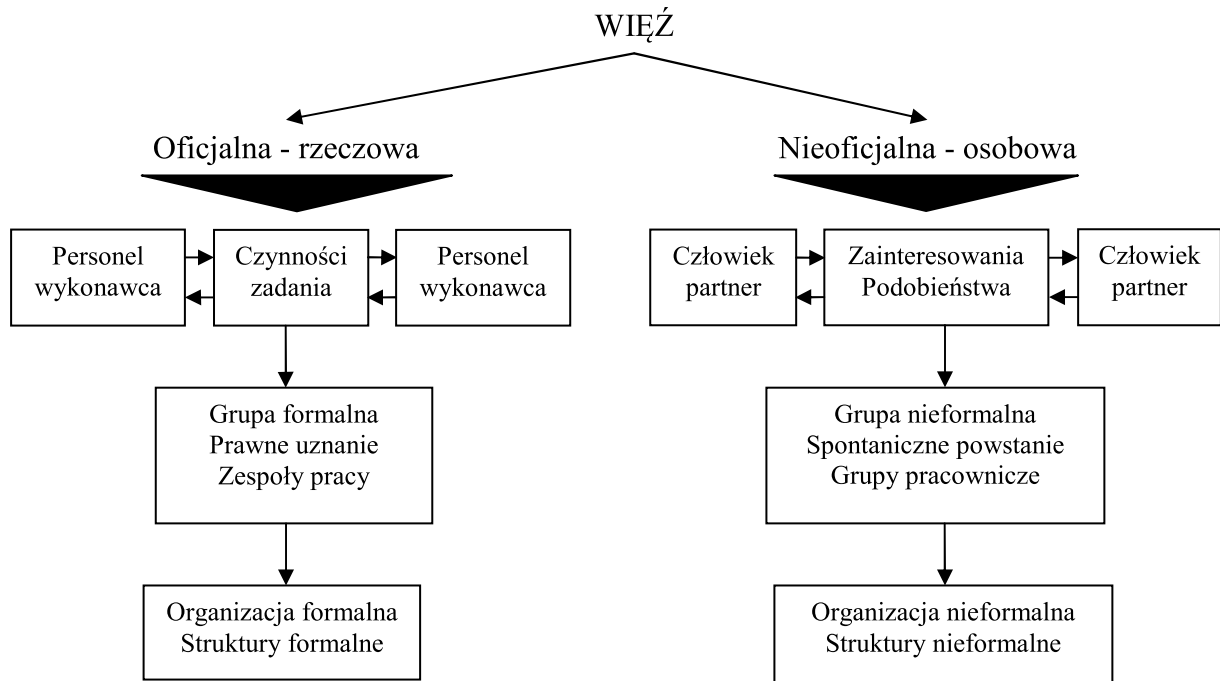 WIĘŹ
Oficjalna - rzeczowa
Personel
wykonawca
Czynności
zadania
Personel
wykonawca
Grupa formalna
Prawne uznanie
Zespoły pracy
Organizacja formalna
Struktury formalne
Nieoficjalna - osobowa
Człowiek
partner
Zainteresowania
Podobieństwa
Człowiek
partner
Grupa nieformalna
Spontaniczne powstanie
Grupy pracownicze
Organizacja nieformalna
Struktury nieformalne